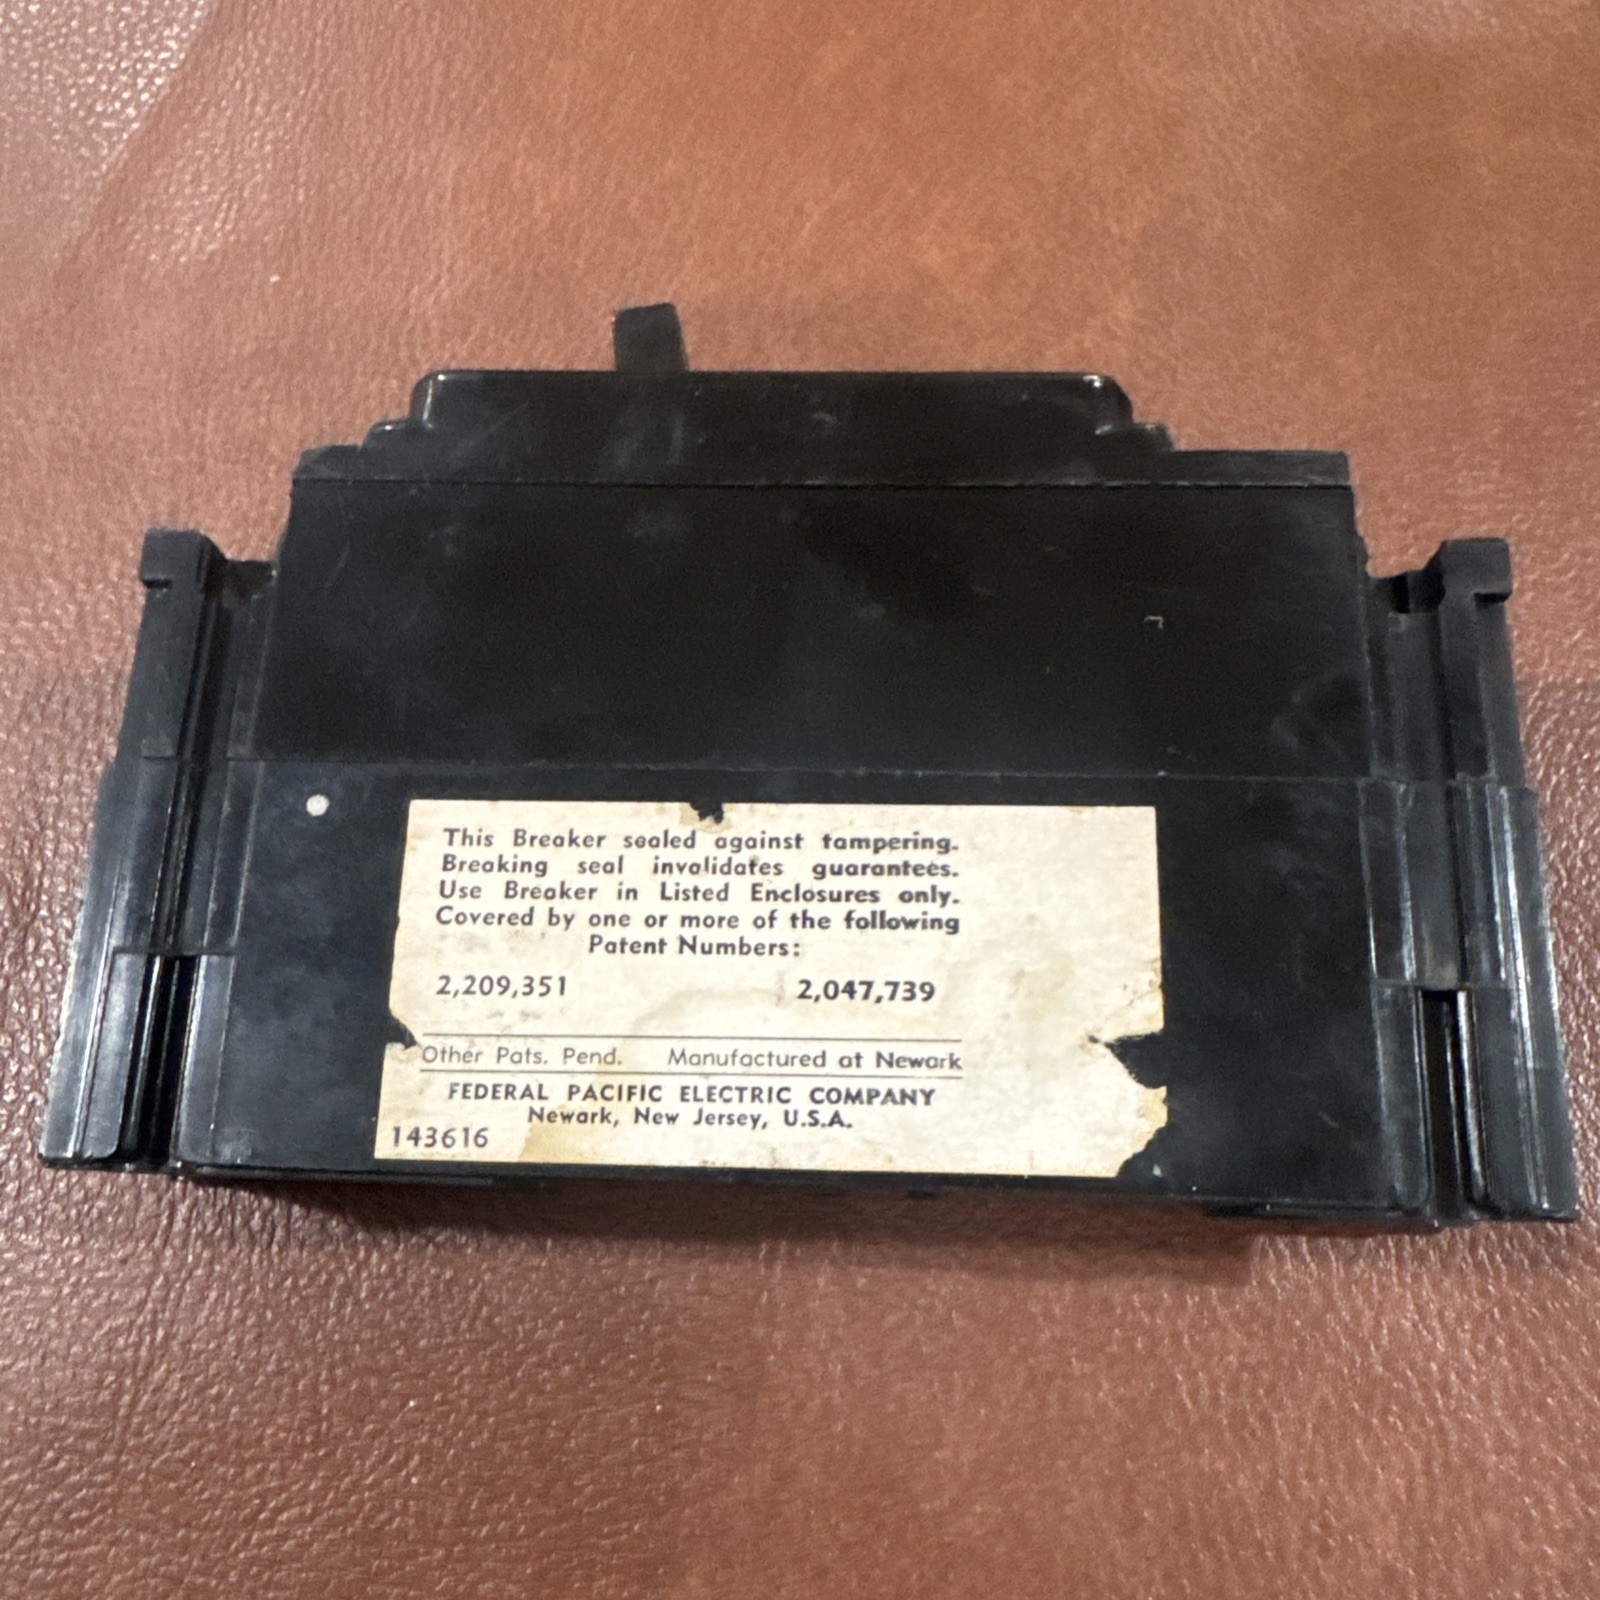 This Breaker sealed against tampering.
Breaking seal invalidates guarantees.
Use Breaker in Listed Enclosures only.
Covered by one or more of the following
Patent Numbers:
2,209,351 2,047,739
Other Pats. Pend. Manufactured at Newark
FEDERAL PACIFIC ELECTRIC COMPANY
Newark, New Jersey, U.S.A.
143616